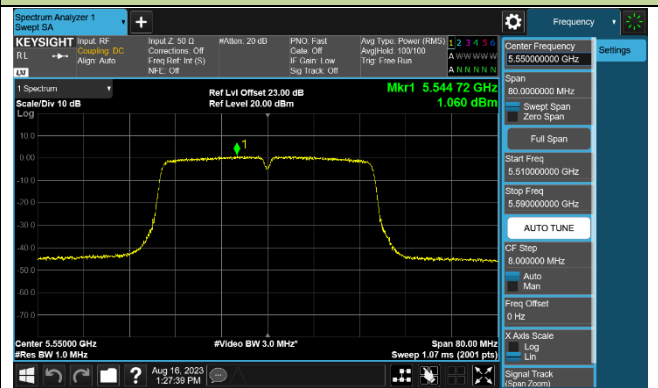 Spectrum Analyzer 1
Swept SA
Frequency
KEYSIGHT
RL
LXI
Input: RF
Coupling: DC
Align: Auto
Input Z: 50 Ω
Corrections: Off
Freq Ref: Int (S)
NFE: Off
#Atten: 20 dB
PNO: Fast
Gate: Off
IF Gain: Low
Sig Track: Off
Avg Type: Power (RMS)
Avg|Hold: 100/100
Trig: Free Run
1 2 3 4 5 6
A W W W W W
A N N N N N
1 Spectrum
Scale/Div 10 dB
Log
Ref Lvl Offset 23.00 dB
Ref Level 20.00 dBm
Mkr1 5.544 72 GHz
1.060 dBm
1
10.0
0.00
-10.0
-20.0
-30.0
-40.0
-50.0
-60.0
-70.0
Center 5.55000 GHz
#Res BW 1.0 MHz
#Video BW 3.0 MHz*
Span 80.00 MHz
Sweep 1.07 ms (2001 pts)
Aug 16, 2023
1:27:39 PM
Center Frequency
5.550000000 GHz
Settings
Span
80.0000000 MHz
Swept Span
Zero Span
Full Span
Start Freq
5.510000000 GHz
Stop Freq
5.590000000 GHz
AUTO TUNE
CF Step
8.000000 MHz
Auto
Man
Freq Offset
0 Hz
X Axis Scale
Log
Lin
Signal Track
(Span Zoom)